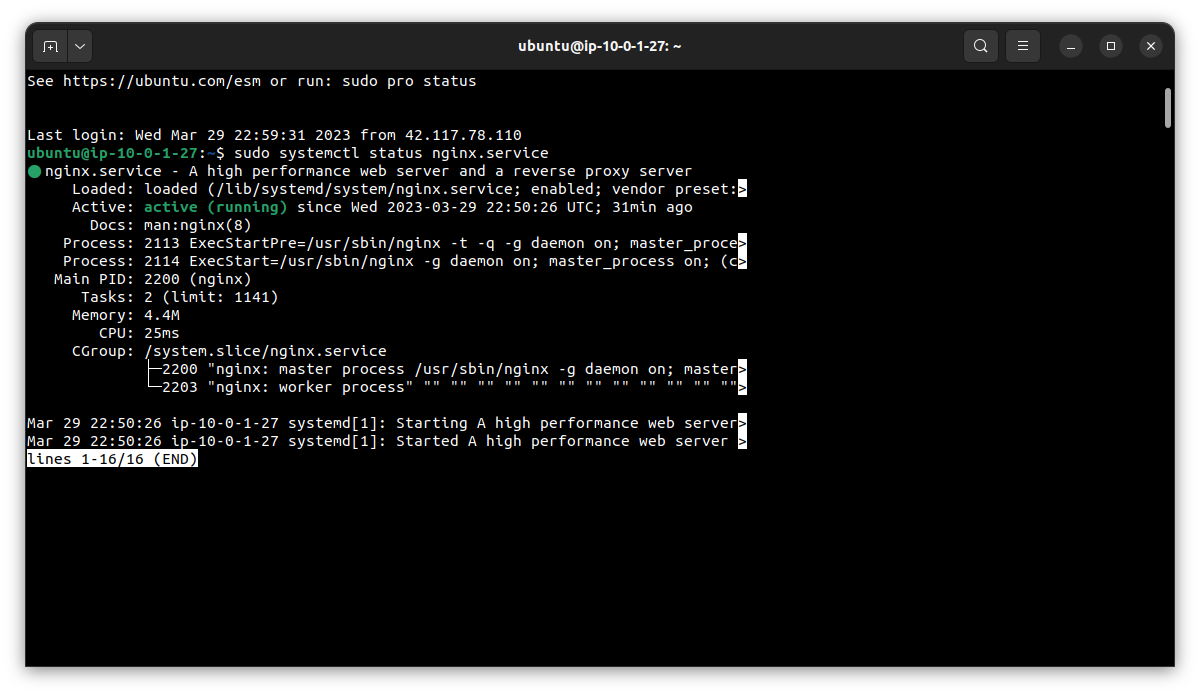 ubuntu@ip-10-0-1-27: ~
See https://ubuntu.com/esm or run: sudo pro status
Last login: Wed Mar 29 22:59:31 2023 from 42.117.78.110
ubuntu@ip-10-0-1-27:~$ sudo systemctl status nginx.service
● nginx.service - A high performance web server and a reverse proxy server
Loaded: loaded (/lib/systemd/system/nginx.service; enabled; vendor preset:>
Active: active (running) since Wed 2023-03-29 22:50:26 UTC; 31min ago
Docs: man:nginx(8)
Process: 2113 ExecStartPre=/usr/sbin/nginx -t -q -g daemon on; master_proce>
Process: 2114 ExecStart=/usr/sbin/nginx -g daemon on; master_process on; (c>
Main PID: 2200 (nginx)
Tasks: 2 (limit: 1141)
Memory: 4.4M
CPU: 25ms
CGroup: /system.slice/nginx.service
├─2200 "nginx: master process /usr/sbin/nginx -g daemon on; master>
└─2203 "nginx: worker process" "" "" "" "" "" "" "" "" "" "" "" "">
Mar 29 22:50:26 ip-10-0-1-27 systemd[1]: Starting A high performance web server>
Mar 29 22:50:26 ip-10-0-1-27 systemd[1]: Started A high performance web server >
lines 1-16/16 (END)